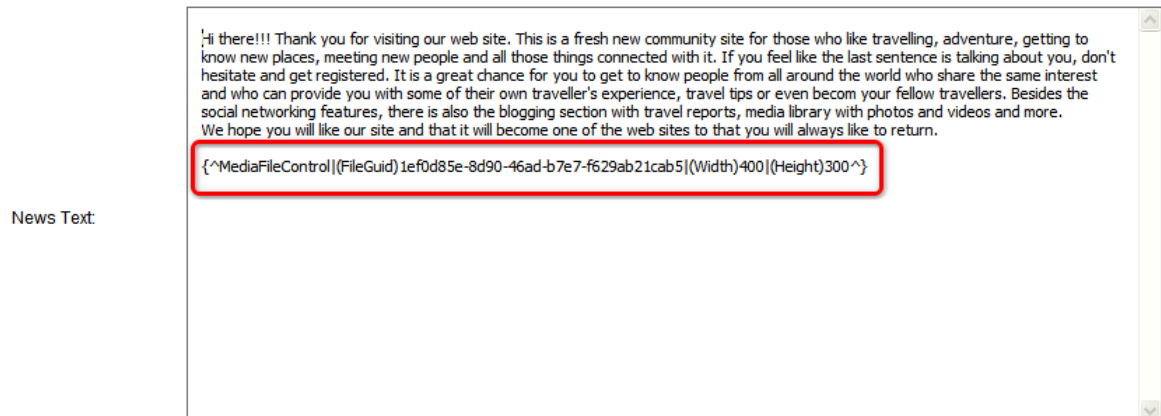 Hi there!!! Thank you for visiting our web site. This is a fresh new community site for those who like travelling, adventure, getting to
know new places, meeting new people and all those things connected with it. If you feel like the last sentence is talking about you, don't
hesitate and get registered. It is a great chance for you to get to know people from all around the world who share the same interest
and who can provide you with some of their own traveller's experience, travel tips or even becom your fellow travellers. Besides the
social networking features, there is also the blogging section with travel reports, media library with photos and videos and more.
We hope you will like our site and that it will become one of the web sites to that you will always like to return.
{^MediaFileControl|(FileGuid)1ef0d85e-8d90-46ad-b7e7-f629ab21cab5|(Width)400|(Height)300^}
News Text: